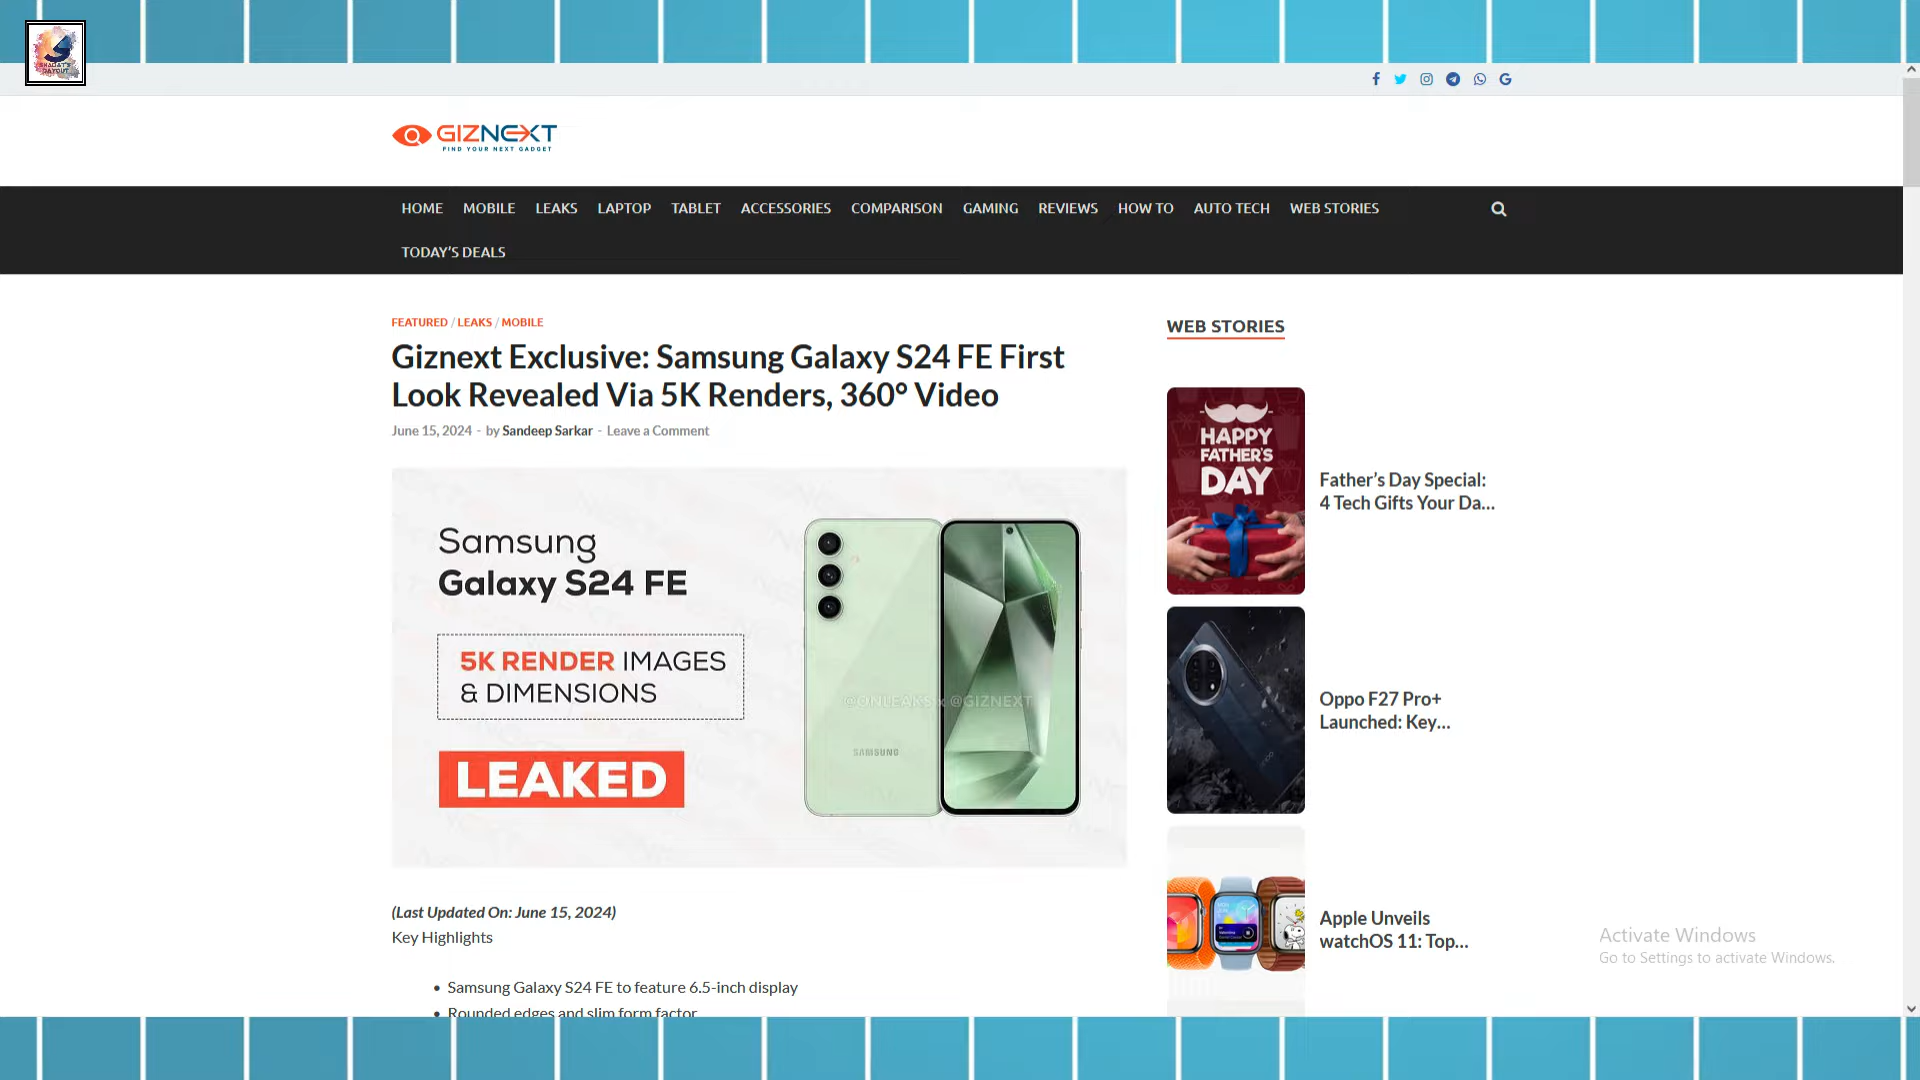 GIZNEXT
FIND YOUR NEXT GADGET
HOME MOBILE LEAKS LAPTOP TABLET ACCESSORIES COMPARISON GAMING REVIEWS HOW TO AUTO TECH WEB STORIES
TODAY'S DEALS
FEATURED / LEAKS / MOBILE
Giznext Exclusive: Samsung Galaxy S24 FE First
Look Revealed Via 5K Renders, 360° Video
June 15, 2024 - by Sandeep Sarkar - Leave a Comment
Samsung
Galaxy S24 FE
5K RENDER IMAGES
& DIMENSIONS
LEAKED
@ONLEAKS x @GIZNEXT
SAMSUNG
(Last Updated On: June 15, 2024)
Key Highlights
• Samsung Galaxy S24 FE to feature 6.5-inch display
• Rounded edges and slim form factor
WEB STORIES
HAPPY
FATHER'S
DAY
Father's Day Special:
4 Tech Gifts Your Da...
Oppo F27 Pro+
Launched: Key...
Apple Unveils
watchOS 11: Top...
Activate Windows
Go to Settings to activate Windows.